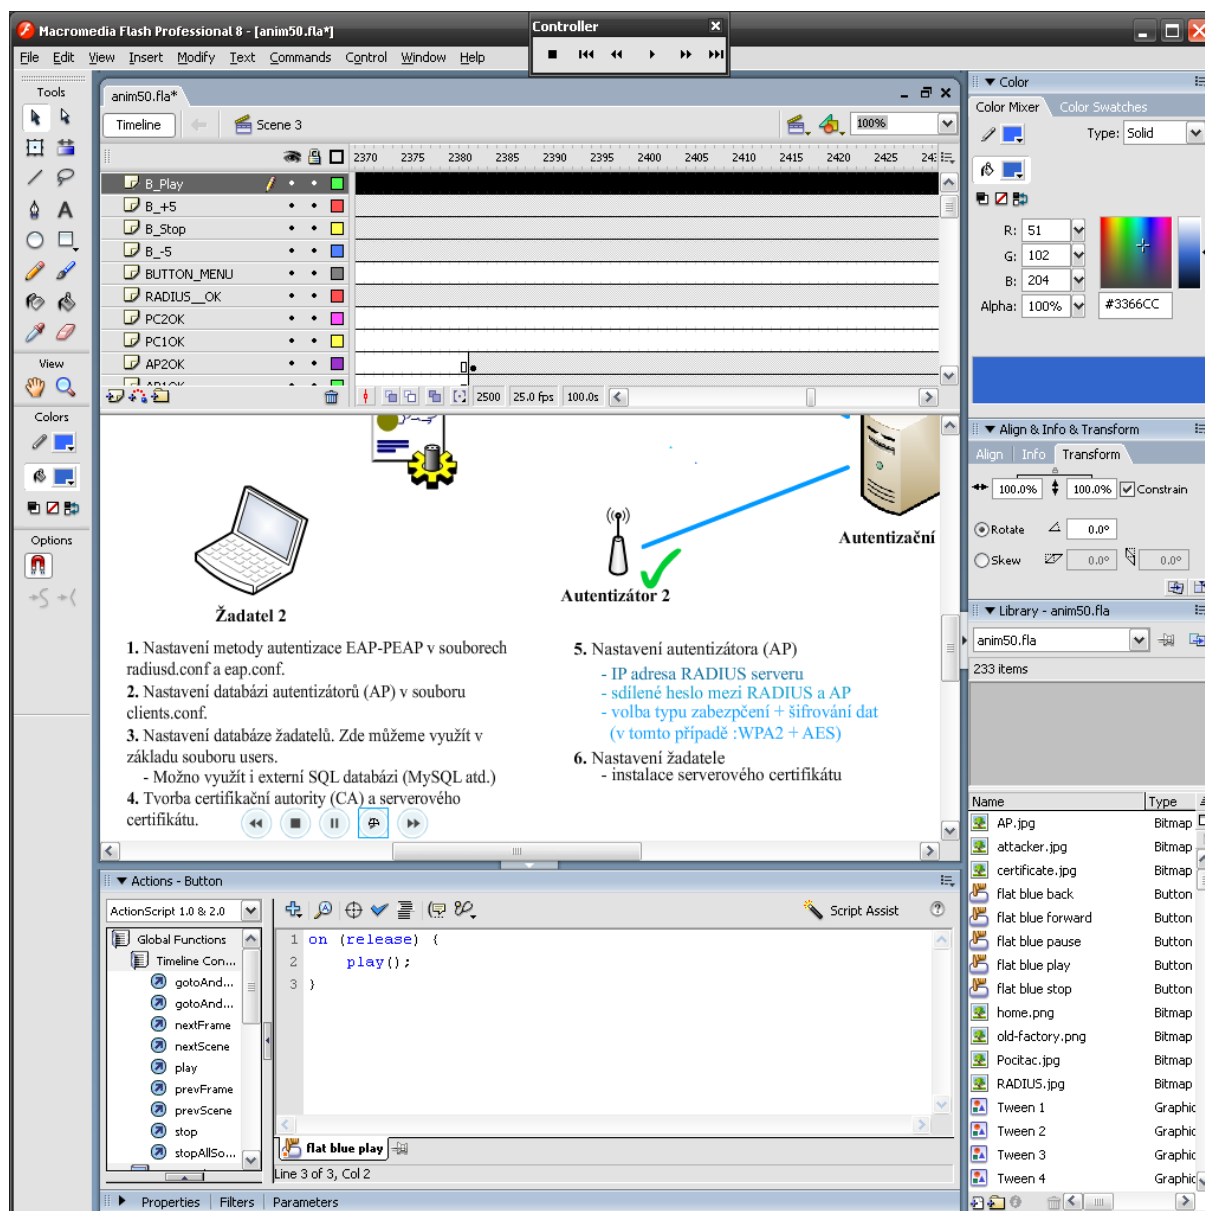 Macromedia Flash Professional 8 - [anim50.fla*]
Controller
File Edit View Insert Modify Text Commands Control Window Help
Tools
View
Colors
Options
anim50.fla*
Timeline
Scene 3
100%
2370 2375 2380 2385 2390 2395 2400 2405 2410 2415 2420 2425
B_Play
B_+5
B_Stop
B_-5
BUTTON_MENU
RADIUS__OK
PC2OK
PC1OK
AP2OK
2500 25.0 fps 100.0s
Autentizační
Autentizátor 2
Žadatel 2
1. Nastavení metody autentizace EAP-PEAP v souborech
radiusd.conf a eap.conf.
2. Nastavení databázi autentizátorů (AP) v souboru
clients.conf.
3. Nastavení databáze žadatelů. Zde můžeme využít v
základu souboru users.
- Možno využít i externí SQL databázi (MySQL atd.)
4. Tvorba certifikační autority (CA) a serverového
certifikátu.
5. Nastavení autentizátora (AP)
- IP adresa RADIUS serveru
- sdílené heslo mezi RADIUS a AP
- volba typu zabezpčení + šifrování dat
(v tomto případě :WPA2 + AES)
6. Nastavení žadatele
- instalace serverového certifikátu
Actions - Button
ActionScript 1.0 & 2.0
Script Assist
Global Functions
Timeline Con...
gotoAnd...
gotoAnd...
nextFrame
nextScene
play
prevFrame
prevScene
stop
stopAllSo...
1 on (release) {
2 play();
3 }
flat blue play
Line 3 of 3, Col 2
Properties Filters Parameters
Color
Color Mixer Color Swatches
Type: Solid
R: 51
G: 102
B: 204
Alpha: 100% #3366CC
Align & Info & Transform
Align Info Transform
100.0% 100.0% Constrain
Rotate 0.0°
Skew 0.0° 0.0°
Library - anim50.fla
anim50.fla
233 items
Name Type
AP.jpg Bitmap
attacker.jpg Bitmap
certificate.jpg Bitmap
flat blue back Button
flat blue forward Button
flat blue pause Button
flat blue play Button
flat blue stop Button
home.png Bitmap
old-factory.png Bitmap
Pocitac.jpg Bitmap
RADIUS.jpg Bitmap
Tween 1 Graphic
Tween 2 Graphic
Tween 3 Graphic
Tween 4 Graphic